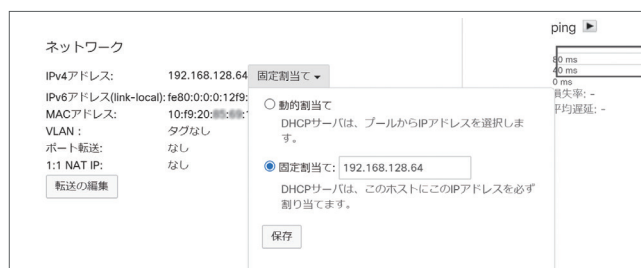 ネットワーク
IPv4アドレス: 192.168.128.64 固定割当て
IPv6アドレス(link-local): fe80:0:0:0:12f9:
MACアドレス: 10:f9:20:
VLAN : タグなし
ポート転送: なし
1:1 NAT IP: なし
転送の編集
動的割当て
DHCPサーバは、プールからIPアドレスを選択しま
す。
固定割当て: 192.168.128.64
DHCPサーバは、このホストにこのIPアドレスを必ず
割り当てます。
保存
ping
80 ms
40 ms
0 ms
損失率: -
平均遅延: -